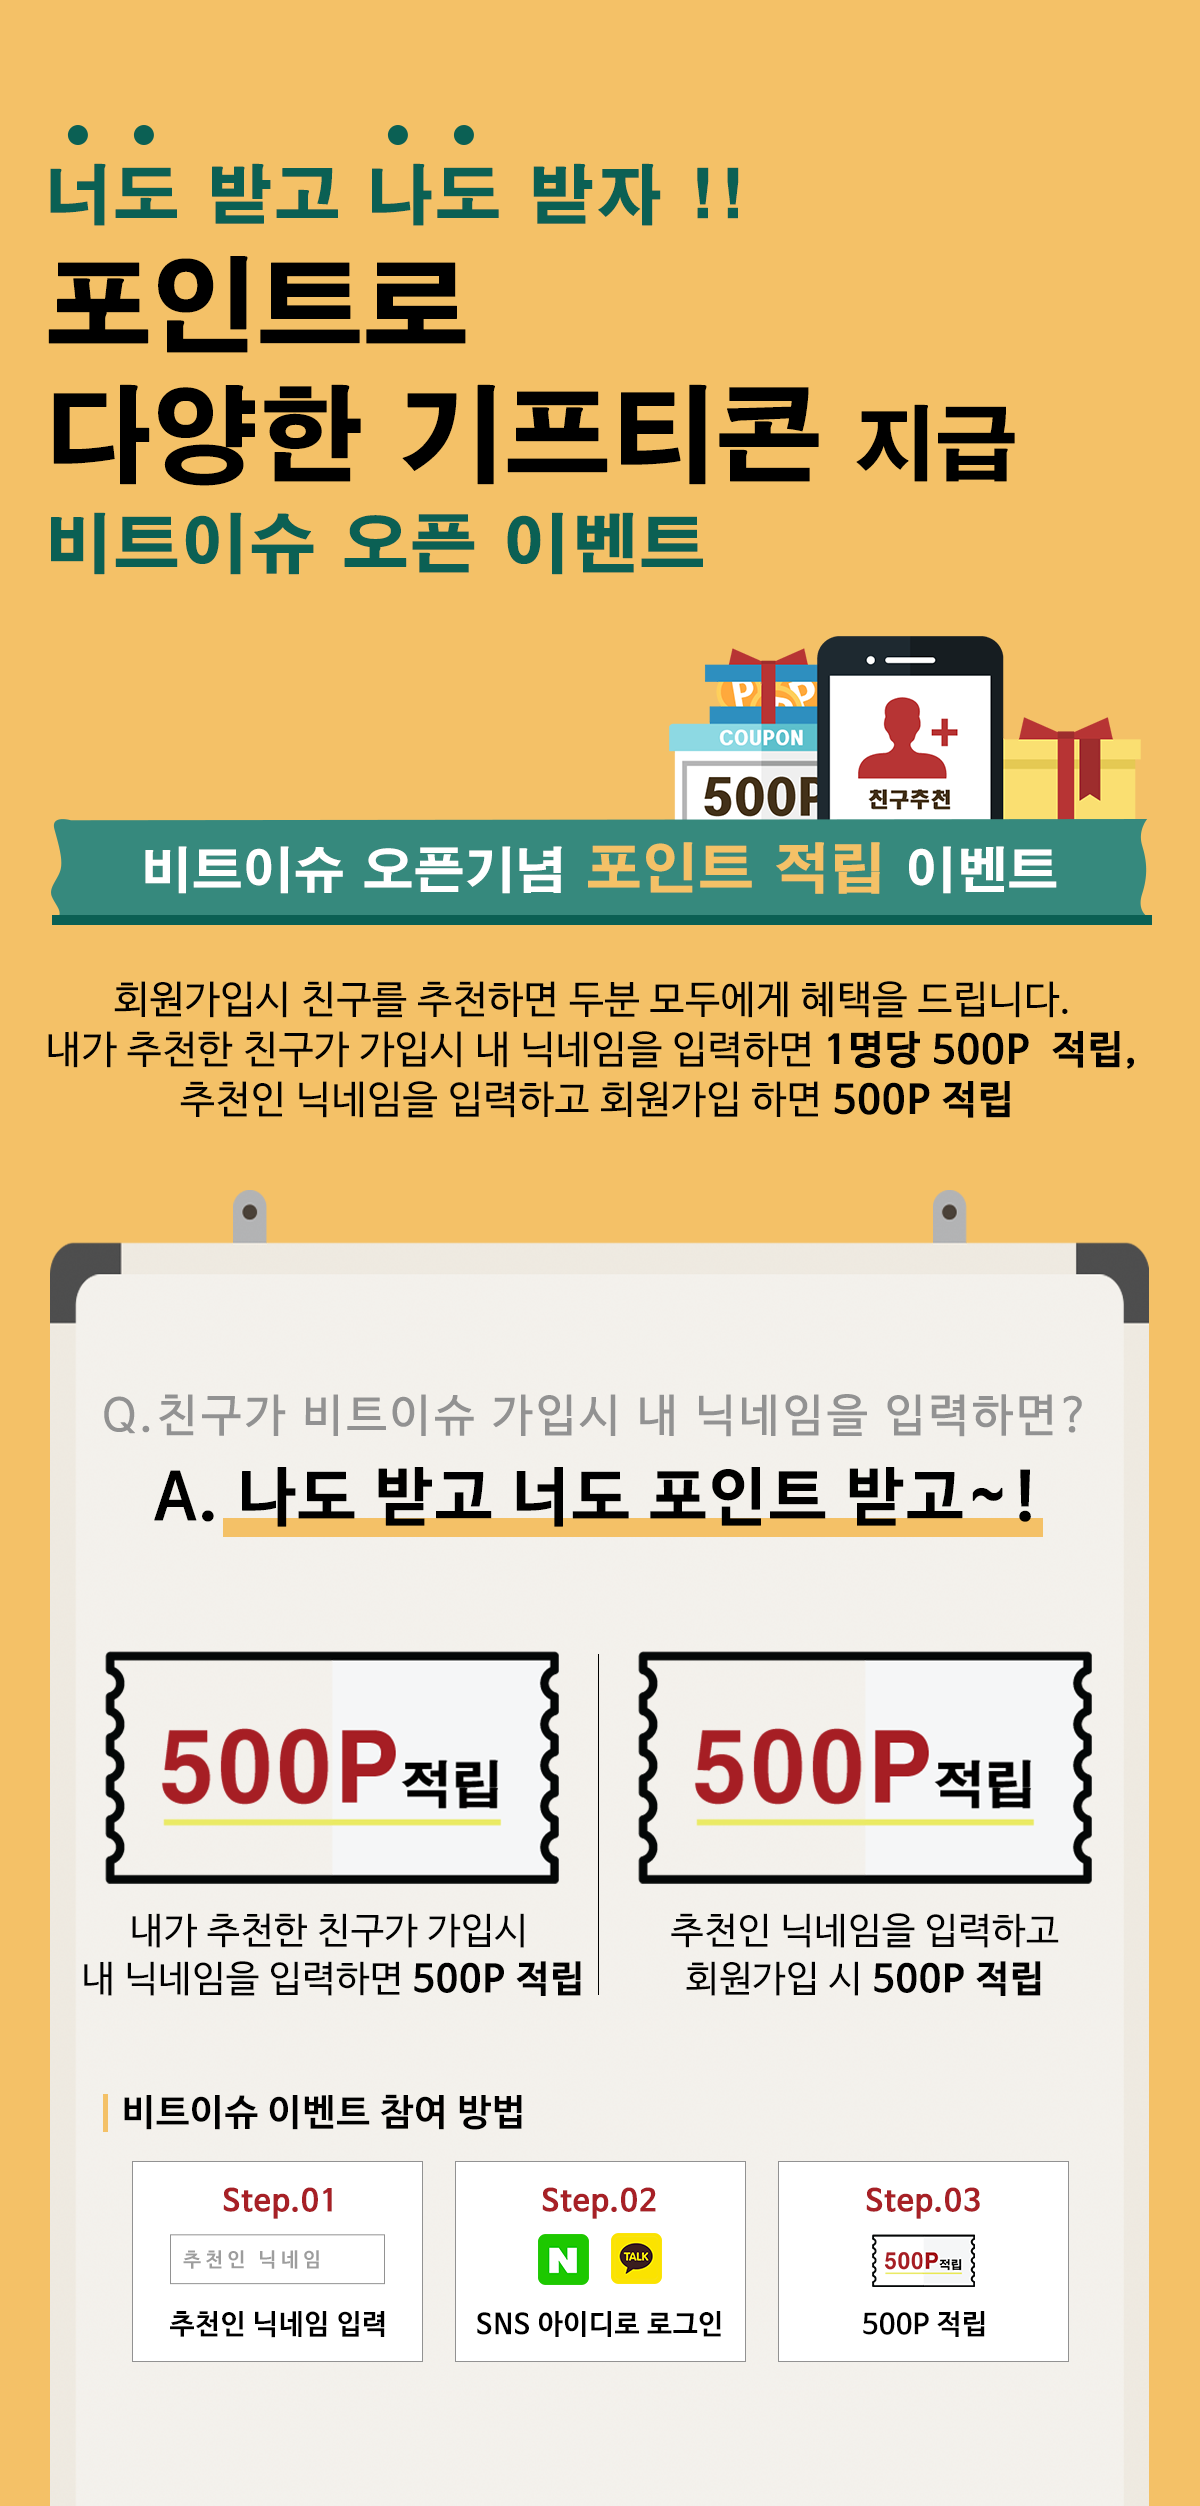 너도 받고 나도 받자 !!
포인트로
다양한 기프티콘 지급
비트이슈 오픈 이벤트
P P P
COUPON
500P
친구추천
비트이슈 오픈기념 포인트 적립 이벤트
회원가입시 친구를 추천하면 두분 모두에게 혜택을 드립니다.
내가 추천한 친구가 가입시 내 닉네임을 입력하면 1명당 500P 적립,
추천인 닉네임을 입력하고 회원가입 하면 500P 적립
Q.친구가 비트이슈 가입시 내 닉네임을 입력하면?
A. 나도 받고 너도 포인트 받고~!
500P적립
내가 추천한 친구가 가입시
내 닉네임을 입력하면 500P 적립
500P적립
추천인 닉네임을 입력하고
회원가입 시 500P 적립
비트이슈 이벤트 참여 방법
Step.01
추천인 닉네임
추천인 닉네임 입력
Step.02
N TALK
SNS 아이디로 로그인
Step.03
500P적립
500P 적립